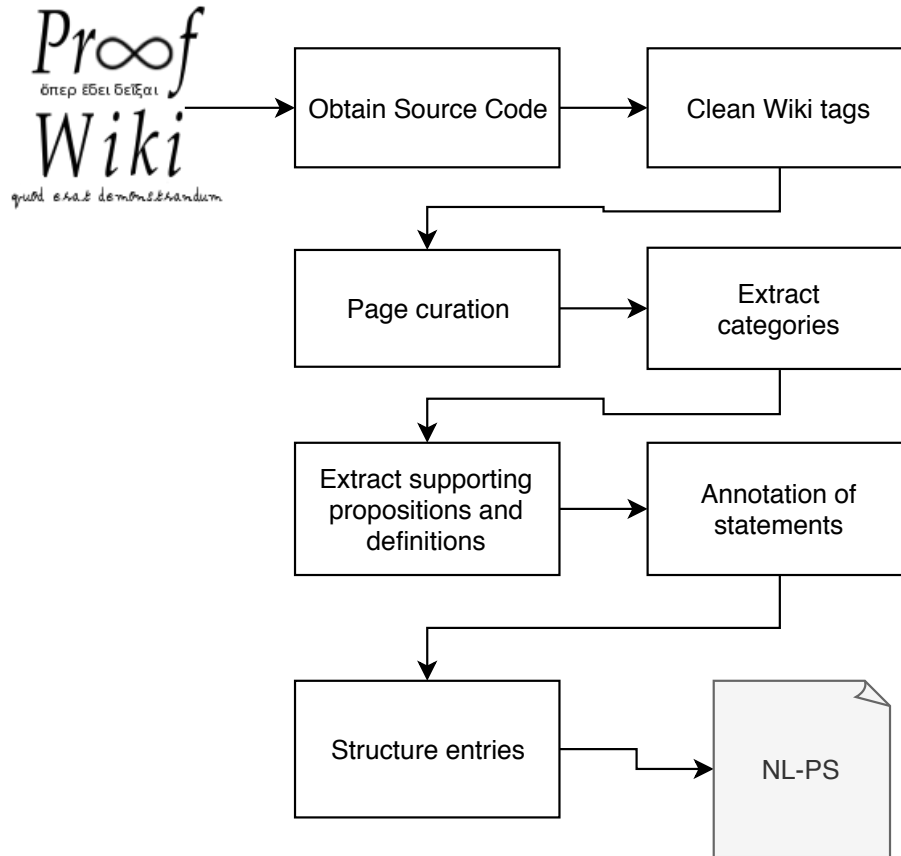 Pr∞f
ὅπερ ἔδει δεῖξαι
Wiki
quod erat demonstrandum
Obtain Source Code
Clean Wiki tags
Page curation
Extract
categories
Extract supporting
propositions and
definitions
Annotation of
statements
Structure entries
NL-PS